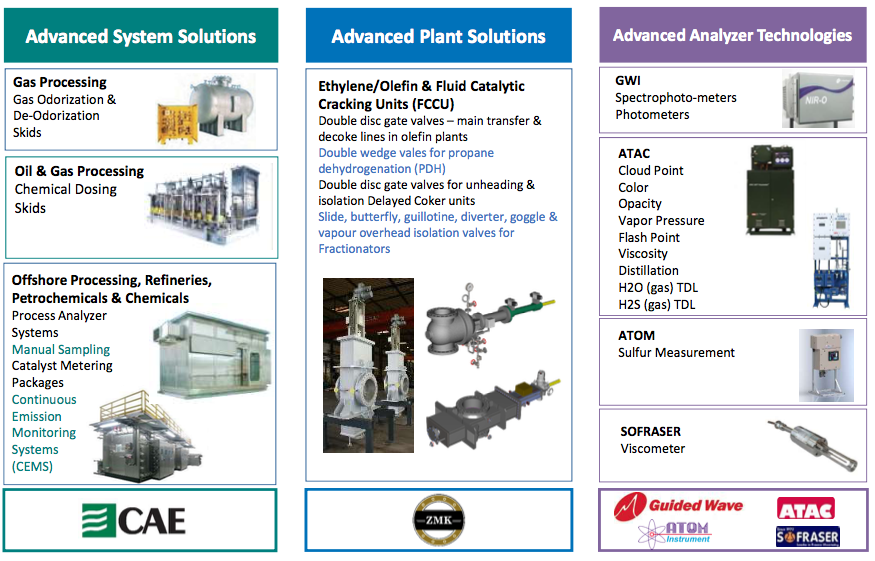 Advanced System Solutions
Gas Processing
Gas Odorization &
De-Odorization
Skids
Oil & Gas Processing
Chemical Dosing
Skids
Offshore Processing, Refineries,
Petrochemicals & Chemicals
Process Analyzer
Systems
Manual Sampling
Catalyst Metering
Packages
Continuous
Emission
Monitoring
Systems
(CEMS)
CAE
Advanced Plant Solutions
Ethylene/Olefin & Fluid Catalytic
Cracking Units (FCCU)
Double disc gate valves – main transfer &
decoke lines in olefin plants
Double wedge vales for propane
dehydrogenation (PDH)
Double disc gate valves for unheading &
isolation Delayed Coker units
Slide, butterfly, guillotine, diverter, goggle &
vapour overhead isolation valves for
Fractionators
ZMK
Advanced Analyzer Technologies
GWI
Spectrophoto-meters
Photometers
NIR-O
ATAC
Cloud Point
Color
Opacity
Vapor Pressure
Flash Point
Viscosity
Distillation
H2O (gas) TDL
H2S (gas) TDL
ATOM
Sulfur Measurement
SOFRASER
Viscometer
Guided Wave
ATOM
Instrument
ATAC
SOFRASER